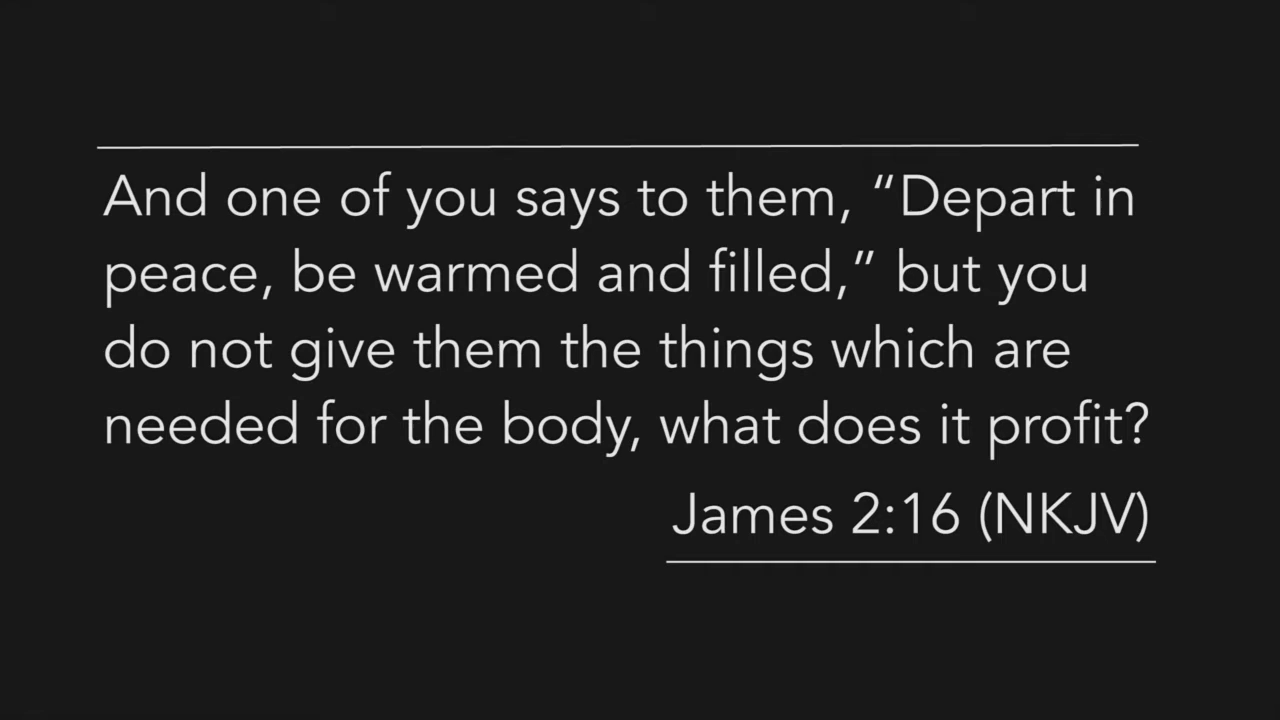 And one of you says to them, “Depart in
peace, be warmed and filled,” but you
do not give them the things which are
needed for the body, what does it profit?
James 2:16 (NKJV)